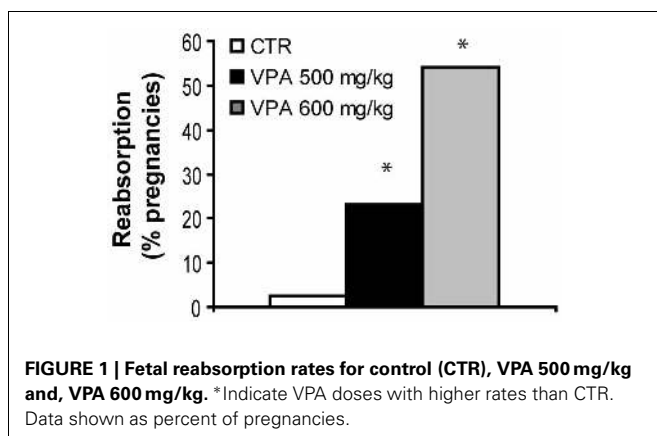 60
50
40
30
20
10
0
Reabsorption
(% pregnancies)
CTR
VPA 500 mg/kg
VPA 600 mg/kg
*
*
FIGURE 1 | Fetal reabsorption rates for control (CTR), VPA 500 mg/kg
and, VPA 600 mg/kg. *Indicate VPA doses with higher rates than CTR.
Data shown as percent of pregnancies.